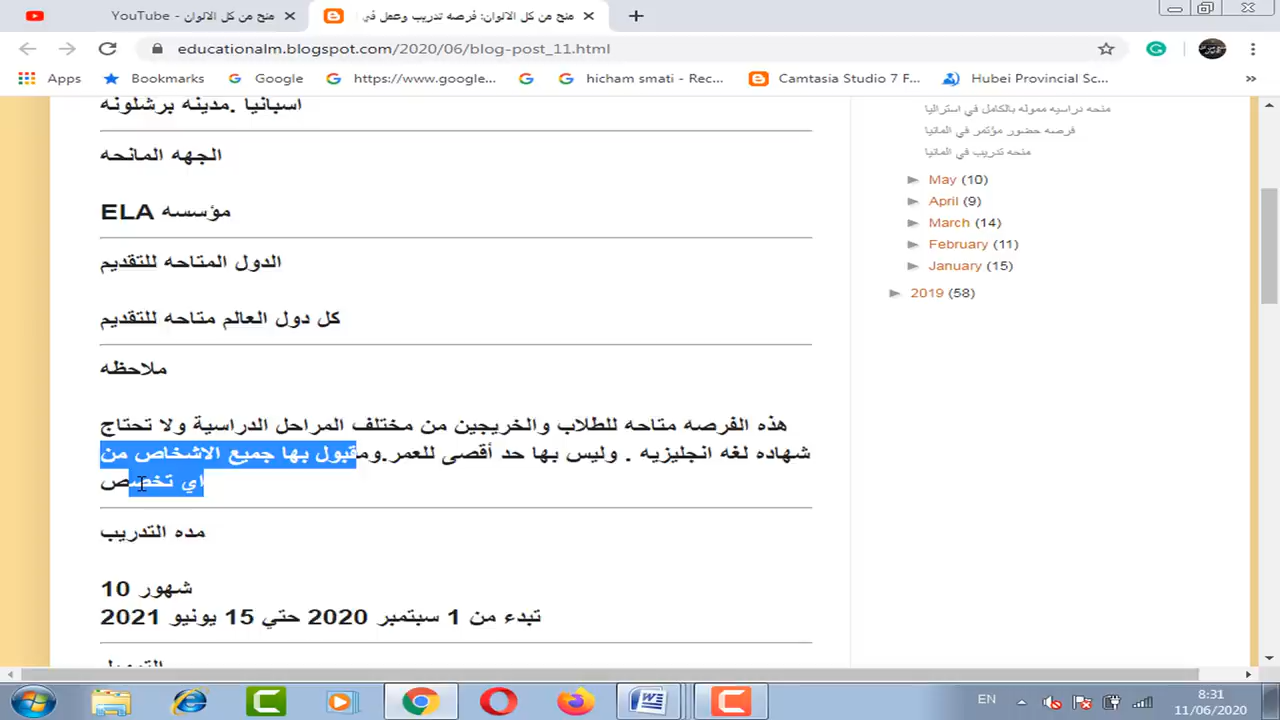 منح من كل الالوان - YouTube
منح من كل الالوان: فرصه تدريب وعمل في
educationalm.blogspot.com/2020/06/blog-post_11.html
Apps
Bookmarks
Google
https://www.google...
hicham smati - Rec...
Camtasia Studio 7 F...
Hubei Provincial Sc...
»
اسبانيا .مدينه برشلونه
الجهه المانحه
مؤسسه ELA
الدول المتاحه للتقديم
كل دول العالم متاحه للتقديم
ملاحظه
هذه الفرصه متاحه للطلاب والخريجين من مختلف المراحل الدراسية ولا تحتاج
شهاده لغه انجليزيه . وليس بها حد أقصى للعمر.ومقبول بها جميع الاشخاص من
اي تخصص
مده التدريب
10 شهور
تبدء من 1 سبتمبر 2020 حتي 15 يونيو 2021
التمويل
منحه دراسيه مموله بالكامل في استراليا
فرصه حضور مؤتمر في المانيا
منحه تدريب في المانيا
► May (10)
► April (9)
► March (14)
► February (11)
► January (15)
► 2019 (58)
EN
8:31
11/06/2020